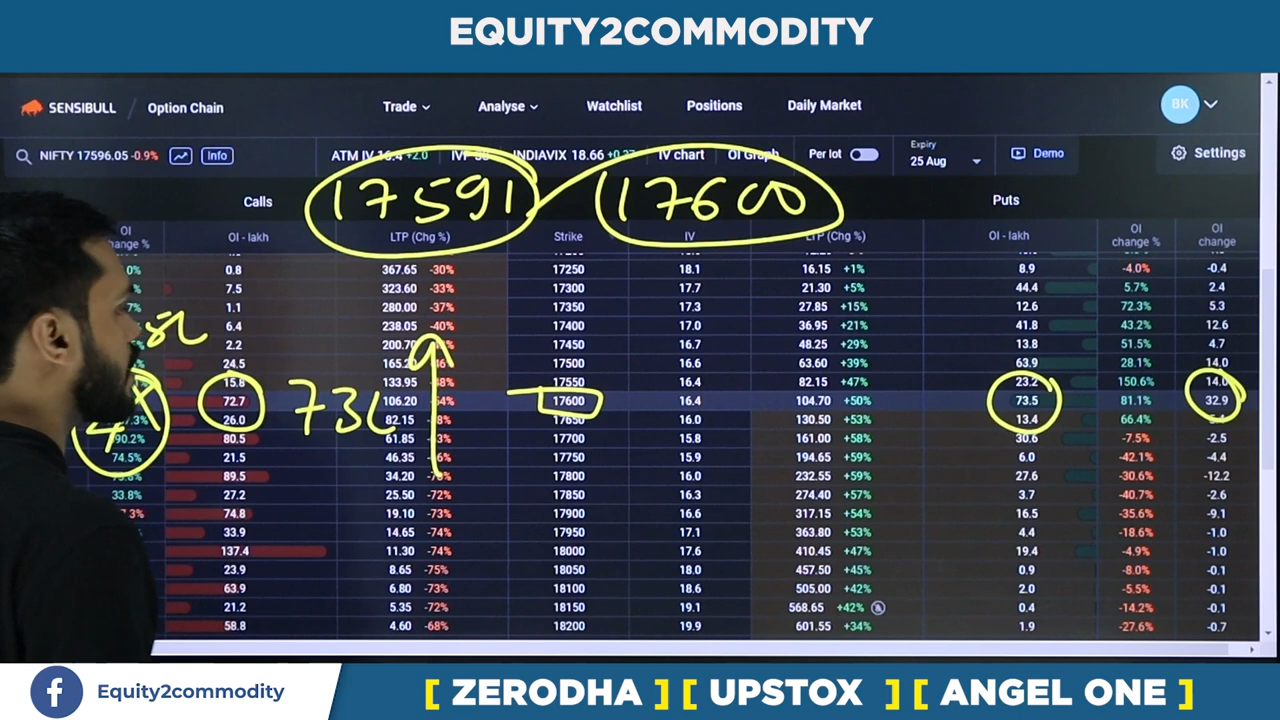 EQUITY2COMMODITY
SENSIBULL / Option Chain Trade Analyse Watchlist Positions Daily Market BK
NIFTY 17596.05 -0.9% Info ATM IV 16.4 +2.0 INDIAVIX 18.66 IV chart OI Graph Per lot Expiry 25 Aug Demo Settings
17591 17600
Calls Puts
OI - lakh LTP (Chg %) Strike IV LTP (Chg %) OI - lakh OI change % OI change
0.8 367.65 -30% 17250 18.1 16.15 +1% 8.9 -4.0% -0.4
7.5 323.60 -33% 17300 17.7 21.30 +5% 44.4 5.7% 2.4
1.1 280.00 -37% 17350 17.3 27.85 +15% 12.6 72.3% 5.3
6.4 238.05 -40% 17400 17.0 36.95 +21% 41.8 43.2% 12.6
2.2 200.70 17450 16.7 48.25 +29% 13.8 51.5% 4.7
24.5 165.20 17500 16.6 63.60 +39% 63.9 28.1% 14.0
15.8 133.95 17550 16.4 82.15 +47% 23.2 150.6% 14.0
72.7 73L 106.20 17600 16.4 104.70 +50% 73.5 81.1% 32.9
26.0 82.15 17650 16.0 130.50 +53% 13.4 66.4%
90.2% 80.5 61.85 17700 15.8 161.00 +58% 30.6 -7.5% -2.5
74.5% 21.5 46.35 17750 15.9 194.65 +59% 6.0 -42.1% -4.4
89.5 34.20 17800 16.1 232.55 +59% 27.6 -30.6% -12.2
33.8% 27.2 25.50 -72% 17850 16.3 274.40 +57% 3.7 -40.7% -2.6
74.8 19.10 -73% 17900 16.6 317.15 +54% 16.5 -35.6% -9.1
33.9 14.65 -74% 17950 17.1 363.80 +53% 4.4 -18.6% -1.0
137.4 11.30 -74% 18000 17.6 410.45 +47% 19.4 -4.9% -1.0
23.9 8.65 -75% 18050 18.0 457.50 +45% 0.9 -8.0% -0.1
63.9 6.80 -73% 18100 18.6 505.00 +42% 2.0 -5.5% -0.1
21.2 5.35 -72% 18150 19.1 568.65 +42% 0.4 -14.2% -0.1
58.8 4.60 -68% 18200 19.9 601.55 +34% 1.9 -27.6% -0.7
Equity2commodity [ ZERODHA ] [ UPSTOX ] [ ANGEL ONE ]